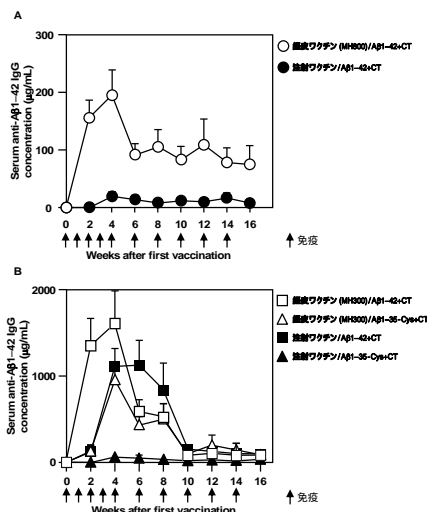 A
300
200
100
0
Serum anti-Aβ1–42 IgG
concentration (μg/mL)
0 2 4 6 8 10 12 14 16
Weeks after first vaccination
経皮ワクチン (MH800)/Aβ1–42+CT
注射ワクチン/Aβ1–42+CT
免疫
B
2000
1000
0
Serum anti-Aβ1–42 IgG
concentration (μg/mL)
0 2 4 6 8 10 12 14 16
Weeks after first vaccination
経皮ワクチン (MH300)/Aβ1–42+CT
経皮ワクチン (MH300)/Aβ1–35-Cys+CT
注射ワクチン/Aβ1–42+CT
注射ワクチン/Aβ1–35-Cys+CT
免疫